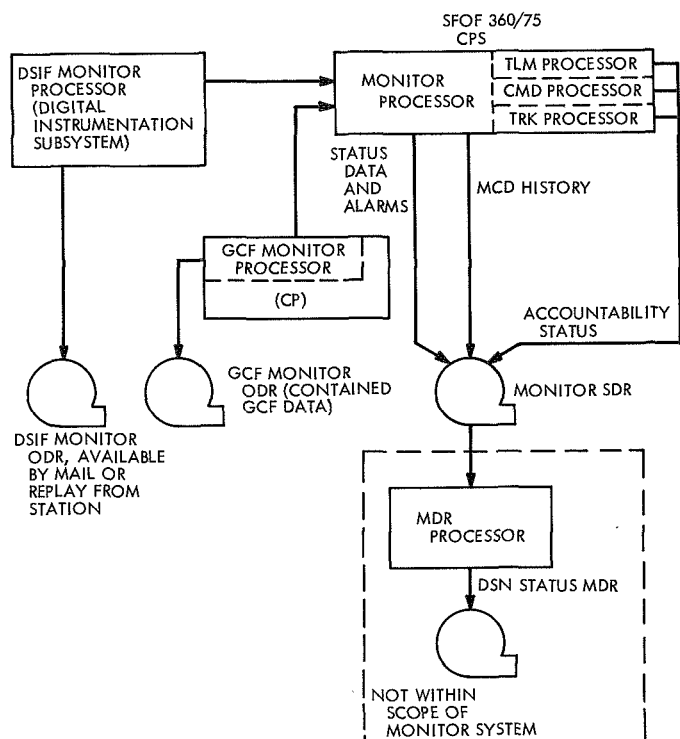 SFOF 360/75
CPS
DSIF MONITOR
PROCESSOR
(DIGITAL
INSTRUMENTATION
SUBSYSTEM)
MONITOR
PROCESSOR
TLM PROCESSOR
CMD PROCESSOR
TRK PROCESSOR
STATUS
DATA
AND
ALARMS
MCD HISTORY
GCF MONITOR
PROCESSOR
(CP)
ACCOUNTABILITY
STATUS
GCF MONITOR
ODR (CONTAINED
GCF DATA)
MONITOR SDR
DSIF MONITOR
ODR, AVAILABLE
BY MAIL OR
REPLAY FROM
STATION
MDR
PROCESSOR
DSN STATUS MDR
NOT WITHIN
SCOPE OF
MONITOR SYSTEM